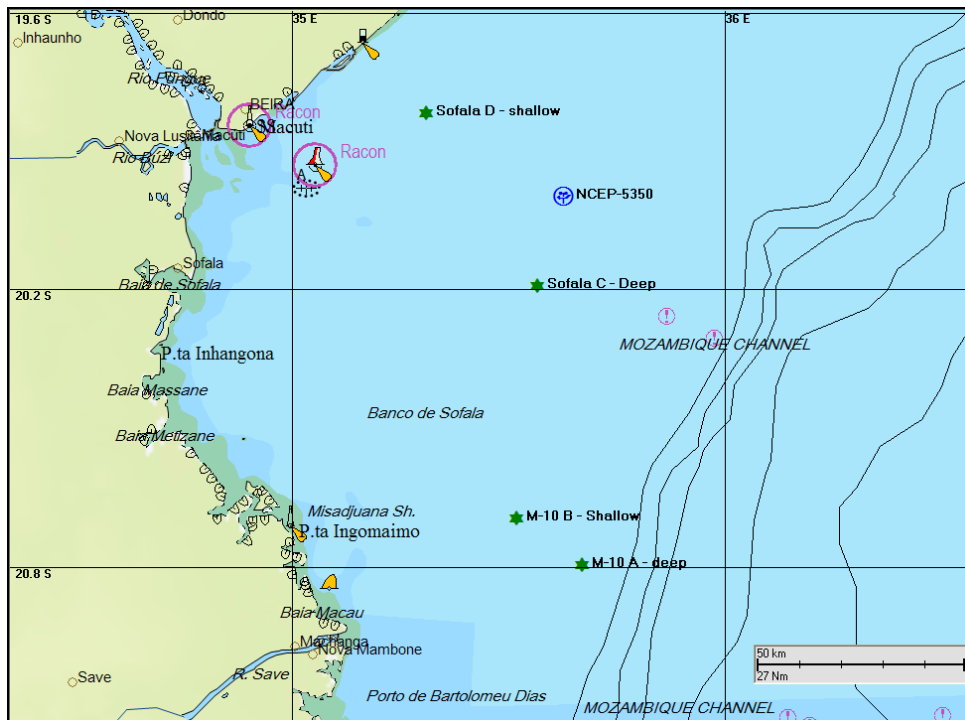 19.6 S
35 E
36 E
Dondo
Inhaunho
Rio Pungue
BEIRA
Racon
Sofala D - shallow
Macuti
Nova Lusitania
Macuti
Rio Búzi
Racon
A
NCEP-5350
Sofala
Baia de Sofala
Sofala C - Deep
20.2 S
MOZAMBIQUE CHANNEL
P.ta Inhangona
Baia Massane
Banco de Sofala
Baia Metizane
Misadjuana Sh.
M-10 B - Shallow
P.ta Ingomaimo
M-10 A - deep
20.8 S
Baia Macau
Machanga
Nova Mambone
50 km
27 Nm
R. Save
Save
Porto de Bartolomeu Dias
MOZAMBIQUE CHANNEL